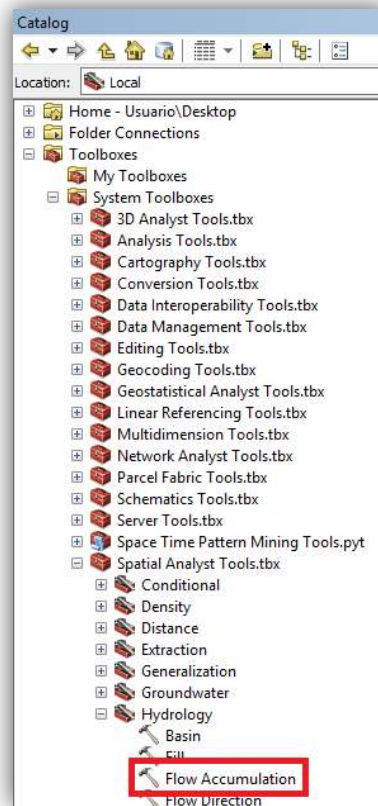 Catalog
Location: Local
Home - Usuario\Desktop
Folder Connections
Toolboxes
My Toolboxes
System Toolboxes
3D Analyst Tools.tbx
Analysis Tools.tbx
Cartography Tools.tbx
Conversion Tools.tbx
Data Interoperability Tools.tbx
Data Management Tools.tbx
Editing Tools.tbx
Geocoding Tools.tbx
Geostatistical Analyst Tools.tbx
Linear Referencing Tools.tbx
Multidimension Tools.tbx
Network Analyst Tools.tbx
Parcel Fabric Tools.tbx
Schematics Tools.tbx
Server Tools.tbx
Space Time Pattern Mining Tools.pyt
Spatial Analyst Tools.tbx
Conditional
Density
Distance
Extraction
Generalization
Groundwater
Hydrology
Basin
Fill
Flow Accumulation
Flow Direction